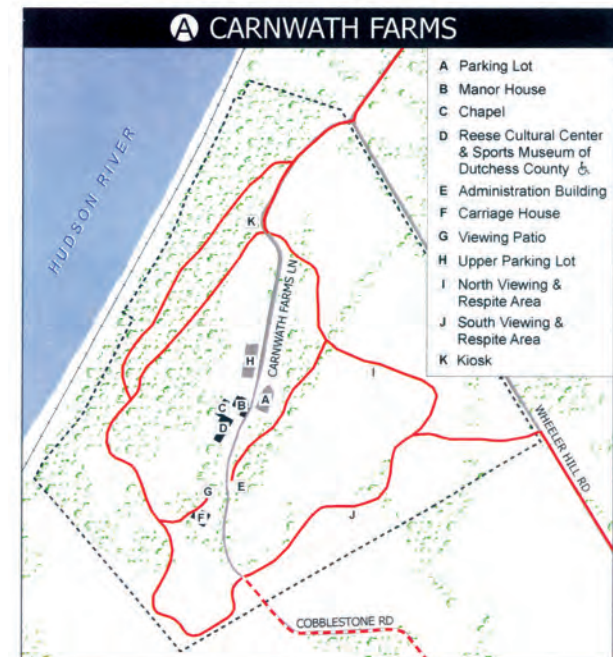 A CARNWATH FARMS
A Parking Lot
B Manor House
C Chapel
D Reese Cultural Center
& Sports Museum of
Dutchess County ♿
E Administration Building
F Carriage House
G Viewing Patio
H Upper Parking Lot
I North Viewing &
Respite Area
J South Viewing &
Respite Area
K Kiosk
HUDSON RIVER
K
CARNWATH FARMS LN
H
I
A
B
C
D
WHEELER HILL RD
E
G
F
J
COBBLESTONE RD